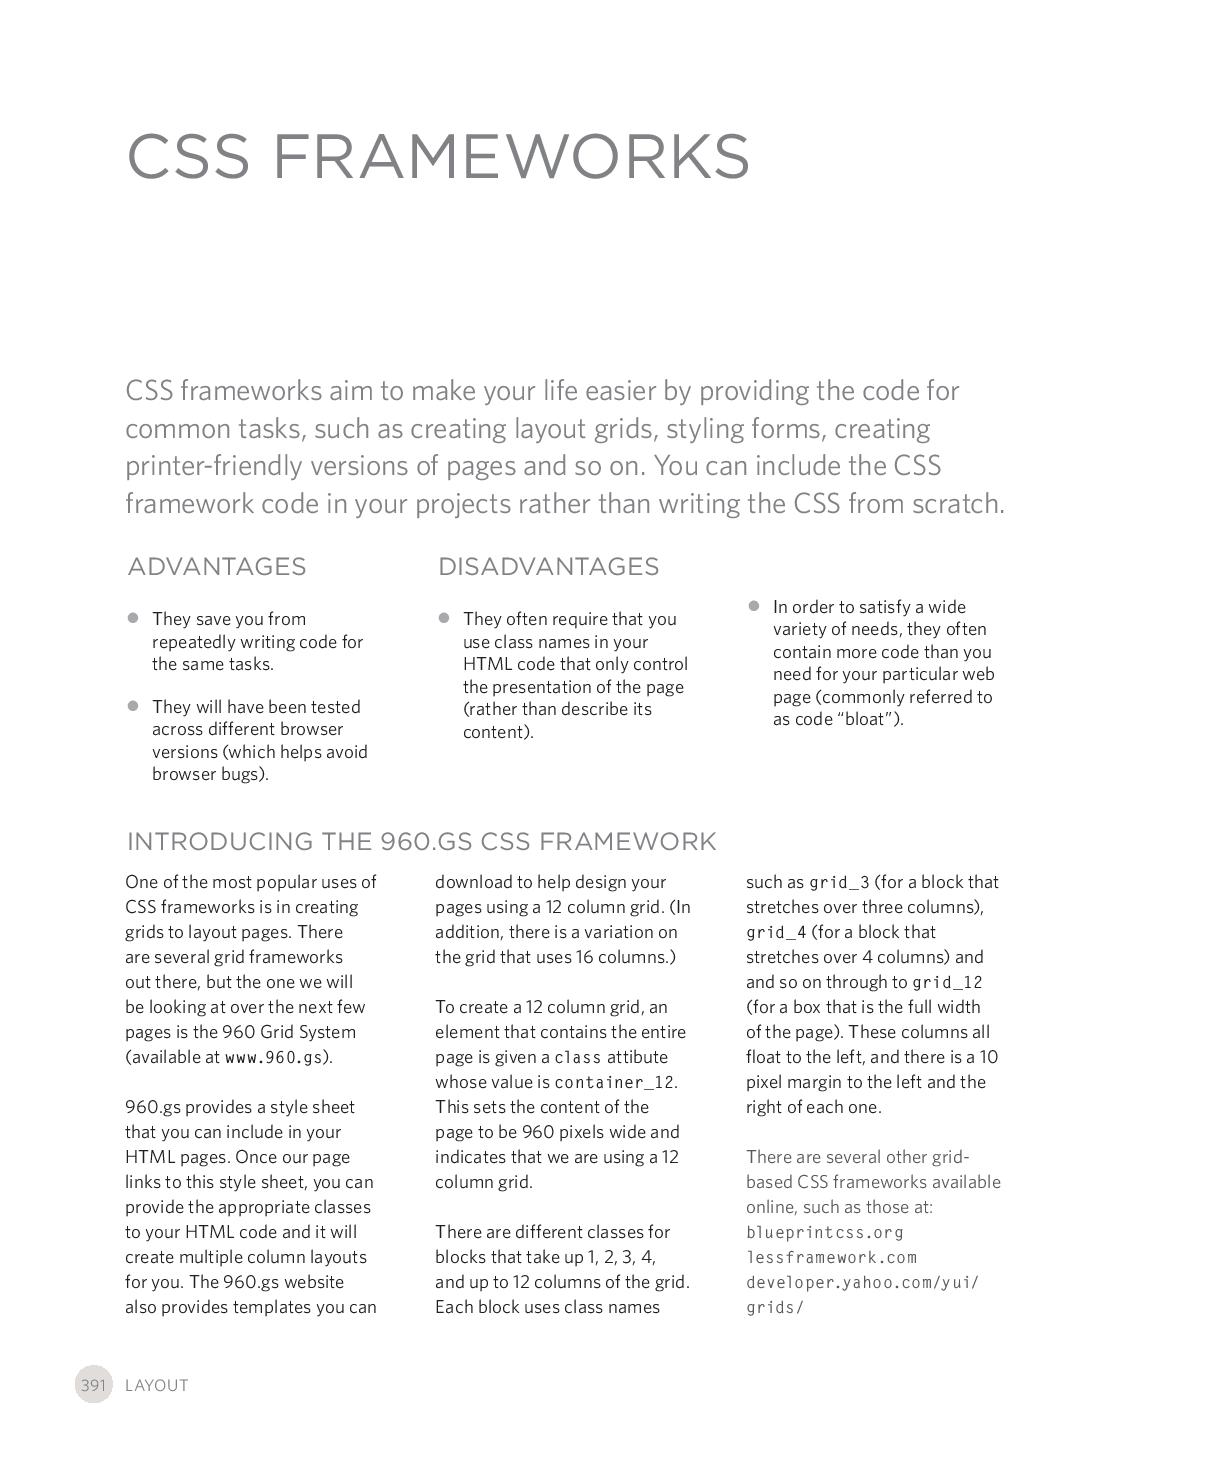 CSS FRAMEWORKS
CSS frameworks aim to make your life easier by providing the code for
common tasks, such as creating layout grids, styling forms, creating
printer-friendly versions of pages and so on. You can include the CSS
framework code in your projects rather than writing the CSS from scratch.
ADVANTAGES
● They save you from
repeatedly writing code for
the same tasks.
● They will have been tested
across different browser
versions (which helps avoid
browser bugs).
DISADVANTAGES
● They often require that you
use class names in your
HTML code that only control
the presentation of the page
(rather than describe its
content).
● In order to satisfy a wide
variety of needs, they often
contain more code than you
need for your particular web
page (commonly referred to
as code “bloat”).
INTRODUCING THE 960.GS CSS FRAMEWORK
One of the most popular uses of
CSS frameworks is in creating
grids to layout pages. There
are several grid frameworks
out there, but the one we will
be looking at over the next few
pages is the 960 Grid System
(available at www.960.gs).
960.gs provides a style sheet
that you can include in your
HTML pages. Once our page
links to this style sheet, you can
provide the appropriate classes
to your HTML code and it will
create multiple column layouts
for you. The 960.gs website
also provides templates you can
download to help design your
pages using a 12 column grid. (In
addition, there is a variation on
the grid that uses 16 columns.)
To create a 12 column grid, an
element that contains the entire
page is given a class attibute
whose value is container_12.
This sets the content of the
page to be 960 pixels wide and
indicates that we are using a 12
column grid.
There are different classes for
blocks that take up 1, 2, 3, 4,
and up to 12 columns of the grid.
Each block uses class names
such as grid_3 (for a block that
stretches over three columns),
grid_4 (for a block that
stretches over 4 columns) and
and so on through to grid_12
(for a box that is the full width
of the page). These columns all
float to the left, and there is a 10
pixel margin to the left and the
right of each one.
There are several other grid-
based CSS frameworks available
online, such as those at:
blueprintcss.org
lessframework.com
developer.yahoo.com/yui/
grids/
391 LAYOUT